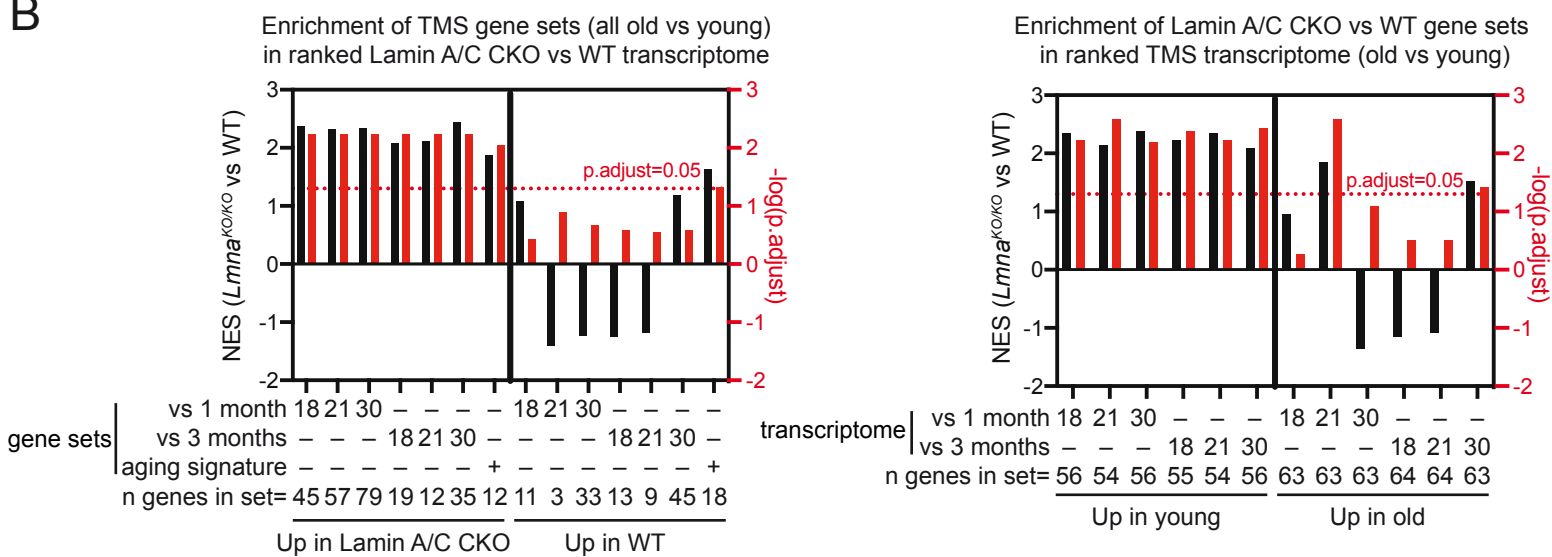 B
Enrichment of TMS gene sets (all old vs young)
in ranked Lamin A/C CKO vs WT transcriptome
NES (Lmna^KO/KO vs WT)
3
2
1
0
-1
-2
p.adjust=0.05
3
2
1
0
-1
-2
-log(p.adjust)
gene sets
vs 1 month 18 21 30 – – – – 18 21 30 – – – –
vs 3 months – – – 18 21 30 – – – – 18 21 30 –
aging signature – – – – – – + – – – – – – +
n genes in set= 45 57 79 19 12 35 12 11 3 33 13 9 45 18
Up in Lamin A/C CKO Up in WT
Enrichment of Lamin A/C CKO vs WT gene sets
in ranked TMS transcriptome (old vs young)
NES (Lmna^KO/KO vs WT)
3
2
1
0
-1
-2
p.adjust=0.05
3
2
1
0
-1
-2
-log(p.adjust)
transcriptome
vs 1 month 18 21 30 – – – 18 21 30 – – –
vs 3 months – – – 18 21 30 – – – 18 21 30
n genes in set= 56 54 56 55 54 56 63 63 63 64 64 63
Up in young Up in old